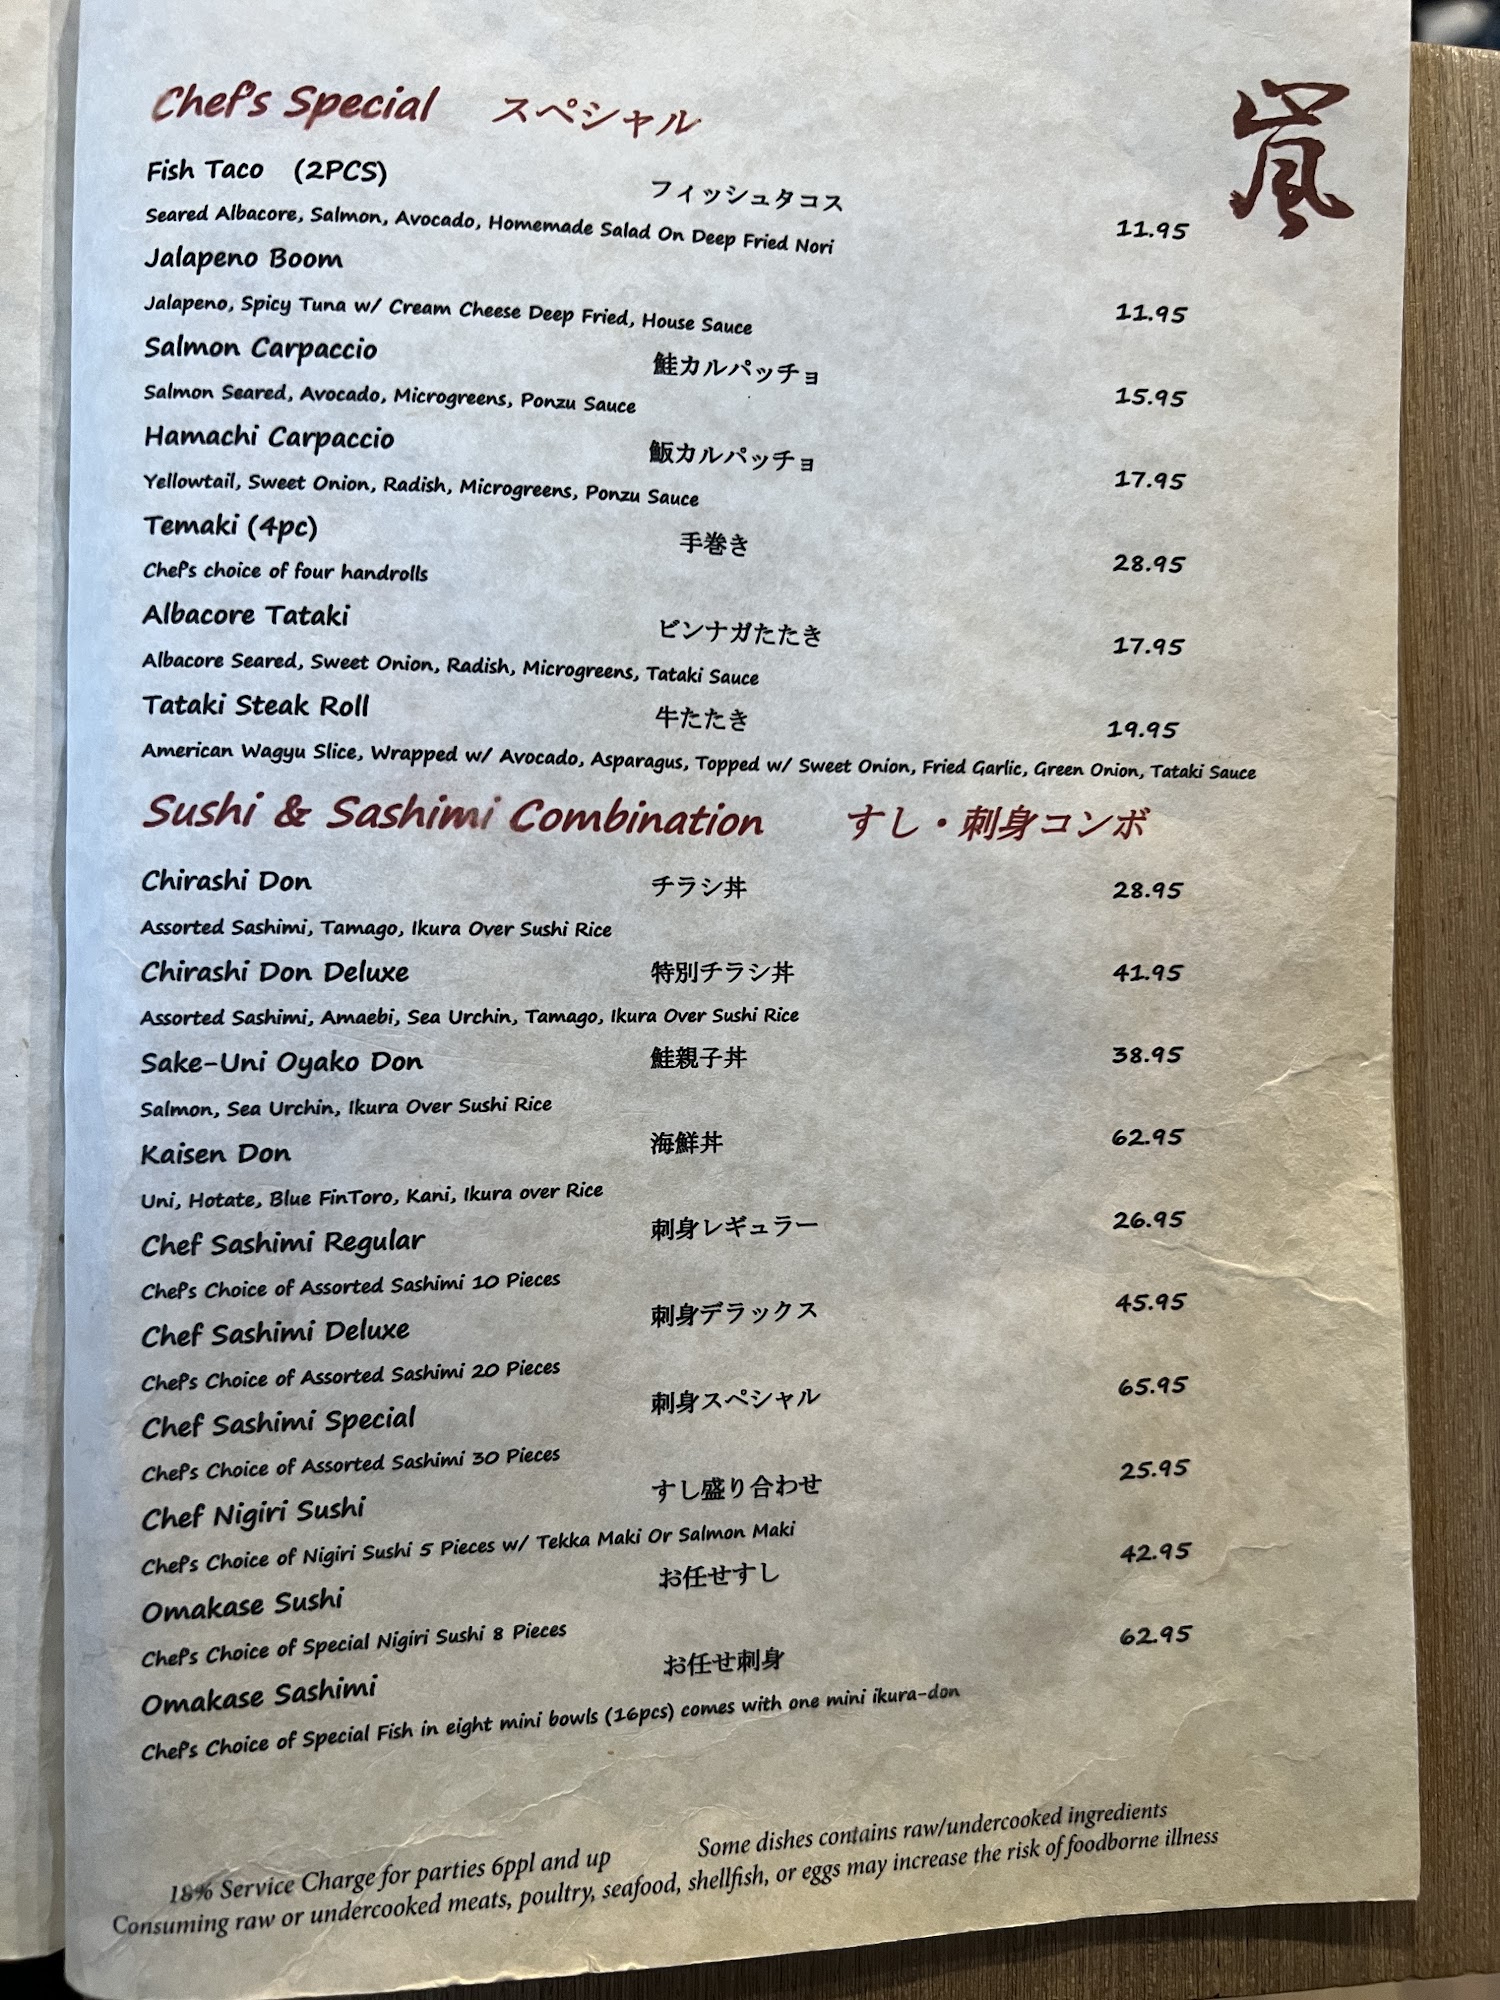 Chef's Special スペシャル
嵐
Fish Taco (2PCS) フィッシュタコス
Seared Albacore, Salmon, Avocado, Homemade Salad On Deep Fried Nori 11.95
Jalapeno Boom
Jalapeno, Spicy Tuna w/ Cream Cheese Deep Fried, House Sauce 11.95
Salmon Carpaccio 鮭カルパッチョ
Salmon Seared, Avocado, Microgreens, Ponzu Sauce 15.95
Hamachi Carpaccio 魬カルパッチョ
Yellowtail, Sweet Onion, Radish, Microgreens, Ponzu Sauce 17.95
Temaki (4pc) 手巻き
Chef's choice of four handrolls 28.95
Albacore Tataki ビンナガたたき
Albacore Seared, Sweet Onion, Radish, Microgreens, Tataki Sauce 17.95
Tataki Steak Roll 牛たたき 19.95
American Wagyu Slice, Wrapped w/ Avocado, Asparagus, Topped w/ Sweet Onion, Fried Garlic, Green Onion, Tataki Sauce
Sushi & Sashimi Combination すし・刺身コンボ
Chirashi Don チラシ丼 28.95
Assorted Sashimi, Tamago, Ikura Over Sushi Rice
Chirashi Don Deluxe 特別チラシ丼 41.95
Assorted Sashimi, Amaebi, Sea Urchin, Tamago, Ikura Over Sushi Rice
Sake-Uni Oyako Don 鮭親子丼 38.95
Salmon, Sea Urchin, Ikura Over Sushi Rice
Kaisen Don 海鮮丼 62.95
Uni, Hotate, Blue FinToro, Kani, Ikura over Rice
Chef Sashimi Regular 刺身レギュラー 26.95
Chef's Choice of Assorted Sashimi 10 Pieces
Chef Sashimi Deluxe 刺身デラックス 45.95
Chef's Choice of Assorted Sashimi 20 Pieces
Chef Sashimi Special 刺身スペシャル 65.95
Chef's Choice of Assorted Sashimi 30 Pieces
Chef Nigiri Sushi すし盛り合わせ 25.95
Chef's Choice of Nigiri Sushi 5 Pieces w/ Tekka Maki Or Salmon Maki
Omakase Sushi お任せすし 42.95
Chef's Choice of Special Nigiri Sushi 8 Pieces
Omakase Sashimi お任せ刺身 62.95
Chef's Choice of Special Fish in eight mini bowls (16pcs) comes with one mini ikura-don
18% Service Charge for parties 6ppl and up Some dishes contains raw/undercooked ingredients
Consuming raw or undercooked meats, poultry, seafood, shellfish, or eggs may increase the risk of foodborne illness